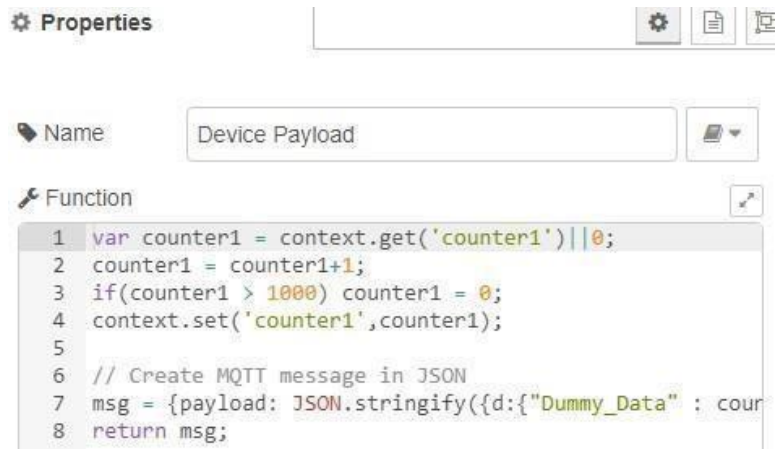 Properties
Name
Device Payload
Function
1 var counter1 = context.get('counter1')||0;
2 counter1 = counter1+1;
3 if(counter1 > 1000) counter1 = 0;
4 context.set('counter1',counter1);
5
6 // Create MQTT message in JSON
7 msg = {payload: JSON.stringify({d:{"Dummy_Data" : cour
8 return msg;